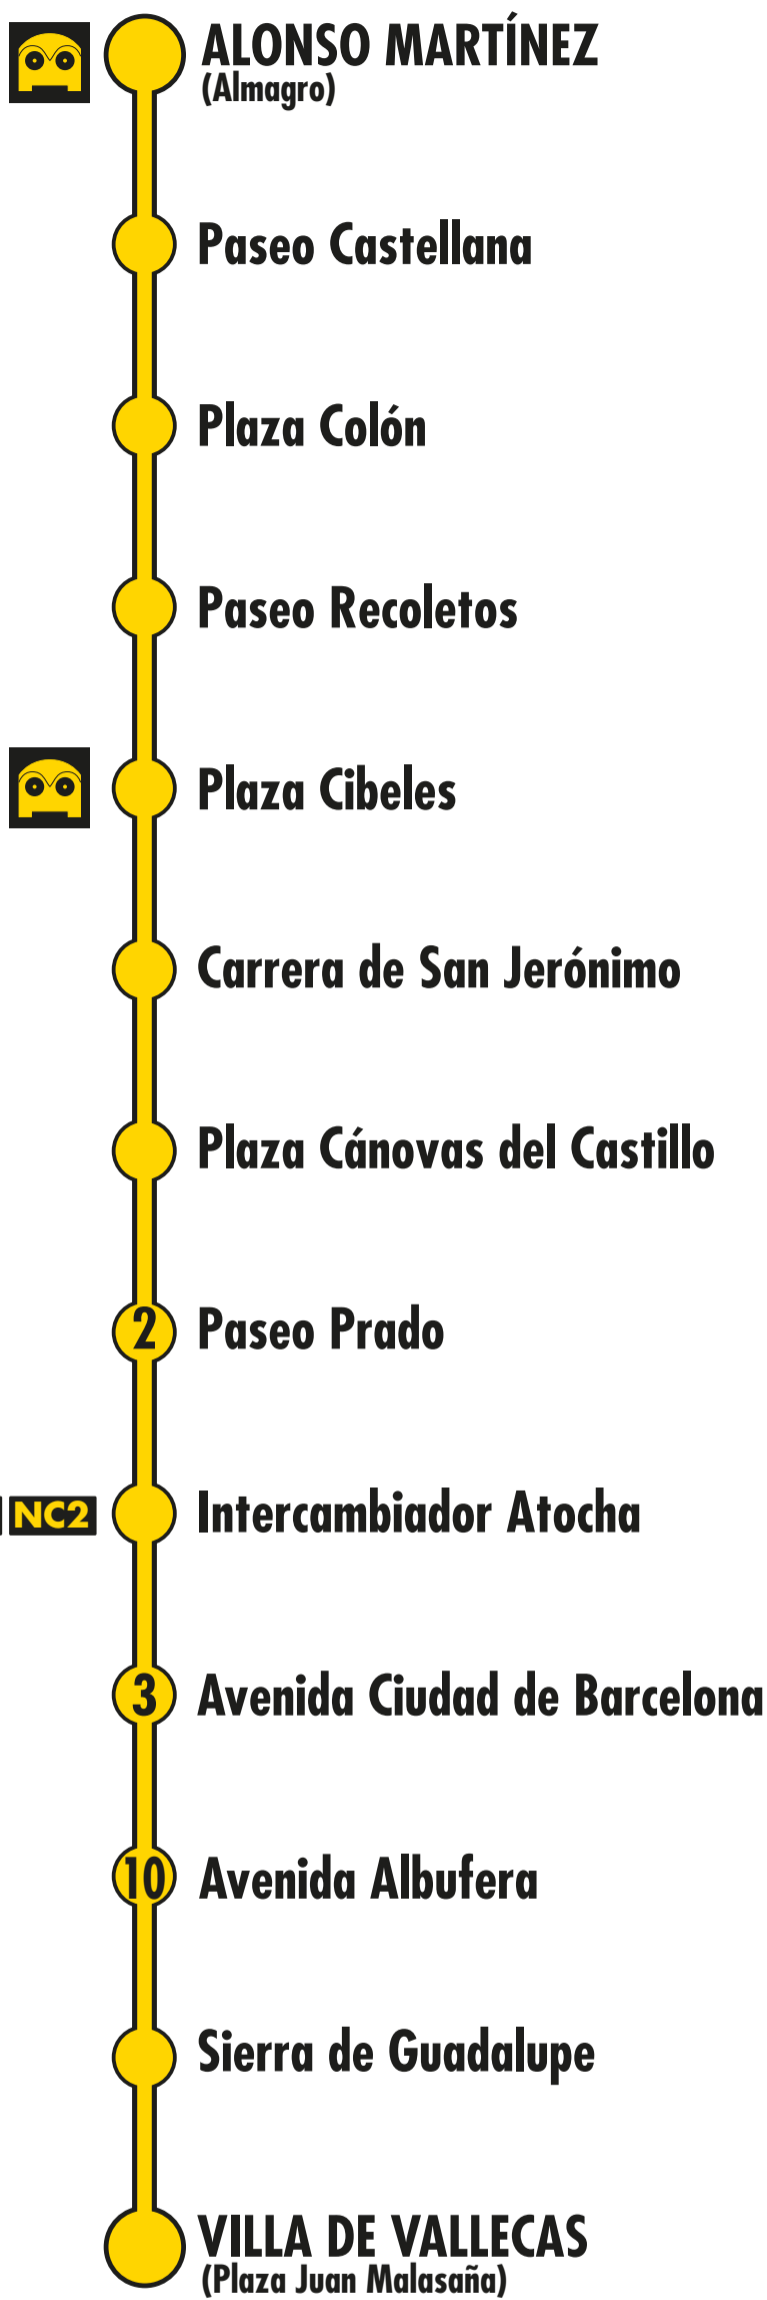 ALONSO MARTÍNEZ
(Almagro)
Paseo Castellana
Plaza Colón
Paseo Recoletos
Plaza Cibeles
Carrera de San Jerónimo
Plaza Cánovas del Castillo
2 Paseo Prado
NC2 Intercambiador Atocha
3 Avenida Ciudad de Barcelona
10 Avenida Albufera
Sierra de Guadalupe
VILLA DE VALLECAS
(Plaza Juan Malasaña)